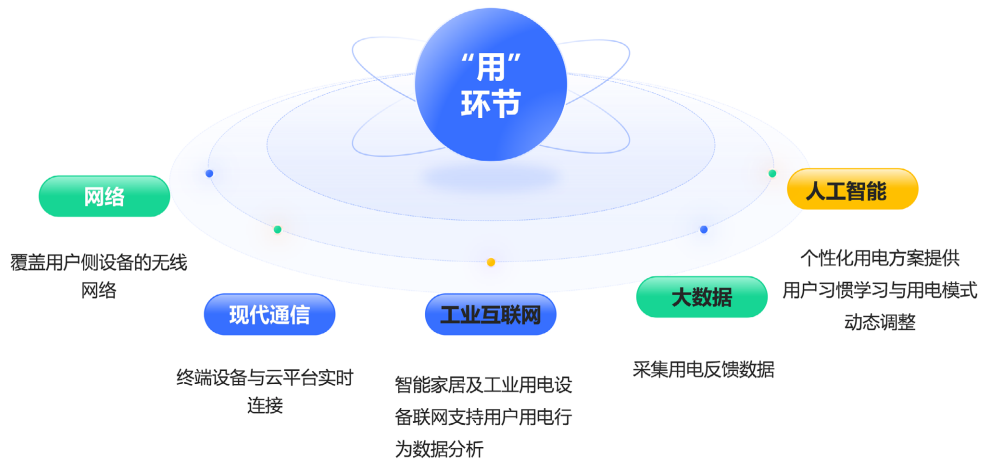 “用”
环节
网络
覆盖用户侧设备的无线
网络
现代通信
终端设备与云平台实时
连接
工业互联网
智能家居及工业用电设
备联网支持用户用电行
为数据分析
大数据
采集用电反馈数据
人工智能
个性化用电方案提供
用户习惯学习与用电模式
动态调整